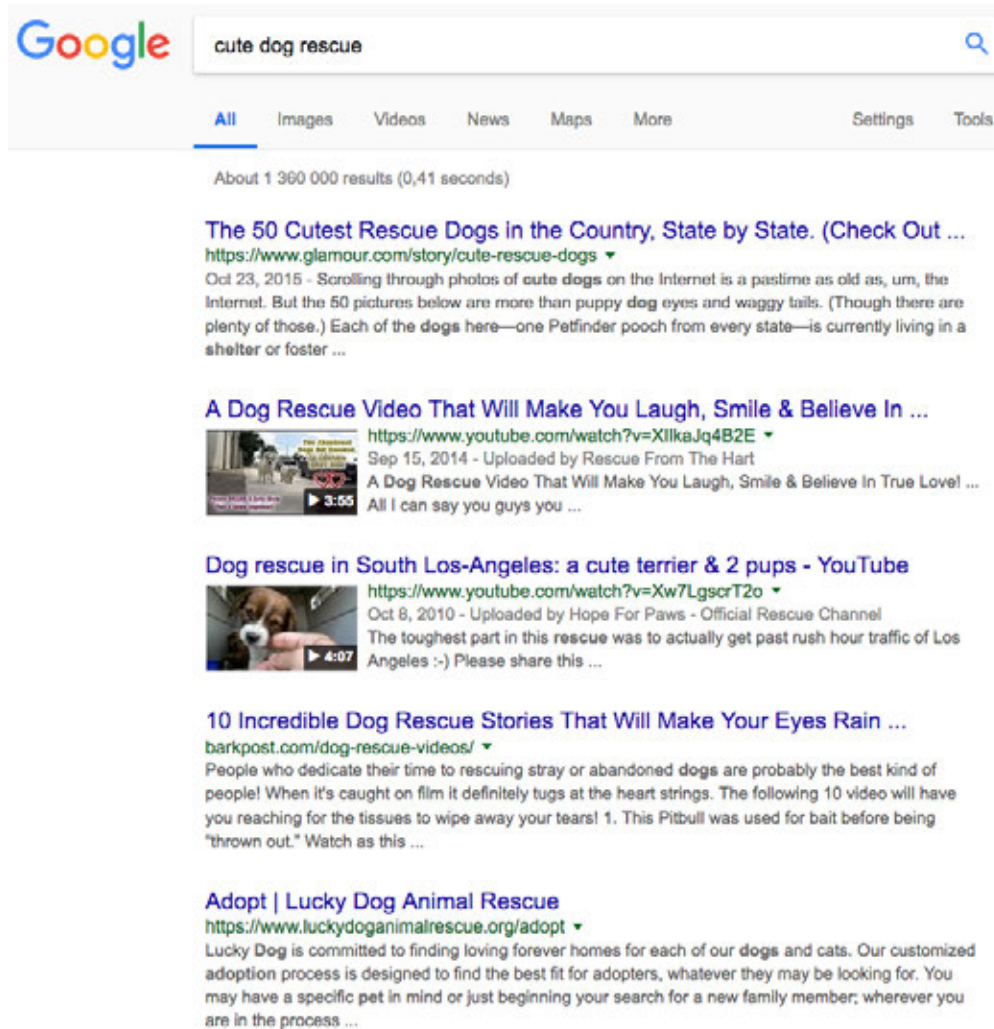 Google
cute dog rescue
All Images Videos News Maps More Settings Tools
About 1 360 000 results (0,41 seconds)
The 50 Cutest Rescue Dogs in the Country, State by State. (Check Out ...
https://www.glamour.com/story/cute-rescue-dogs
Oct 23, 2015 - Scrolling through photos of cute dogs on the Internet is a pastime as old as, um, the
Internet. But the 50 pictures below are more than puppy dog eyes and waggy tails. (Though there are
plenty of those.) Each of the dogs here—one Petfinder pooch from every state—is currently living in a
shelter or foster ...
A Dog Rescue Video That Will Make You Laugh, Smile & Believe In ...
3:55
https://www.youtube.com/watch?v=XIlkaJq4B2E
Sep 15, 2014 - Uploaded by Rescue From The Hart
A Dog Rescue Video That Will Make You Laugh, Smile & Believe In True Love! ...
All I can say you guys you ...
Dog rescue in South Los-Angeles: a cute terrier & 2 pups - YouTube
4:07
https://www.youtube.com/watch?v=Xw7LgscrT2o
Oct 8, 2010 - Uploaded by Hope For Paws - Official Rescue Channel
The toughest part in this rescue was to actually get past rush hour traffic of Los
Angeles :-) Please share this ...
10 Incredible Dog Rescue Stories That Will Make Your Eyes Rain ...
barkpost.com/dog-rescue-videos/
People who dedicate their time to rescuing stray or abandoned dogs are probably the best kind of
people! When it's caught on film it definitely tugs at the heart strings. The following 10 video will have
you reaching for the tissues to wipe away your tears! 1. This Pitbull was used for bait before being
"thrown out." Watch as this ...
Adopt | Lucky Dog Animal Rescue
https://www.luckydoganimalrescue.org/adopt
Lucky Dog is committed to finding loving forever homes for each of our dogs and cats. Our customized
adoption process is designed to find the best fit for adopters, whatever they may be looking for. You
may have a specific pet in mind or just beginning your search for a new family member; wherever you
are in the process ...